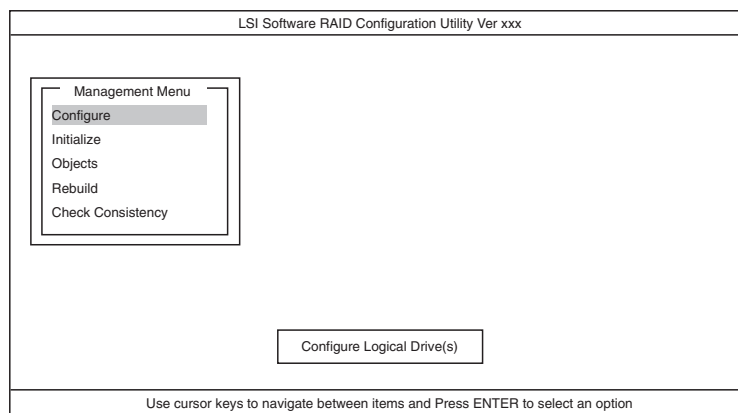 LSI Software RAID Configuration Utility Ver xxx
Management Menu
Configure
Initialize
Objects
Rebuild
Check Consistency
Configure Logical Drive(s)
Use cursor keys to navigate between items and Press ENTER to select an option